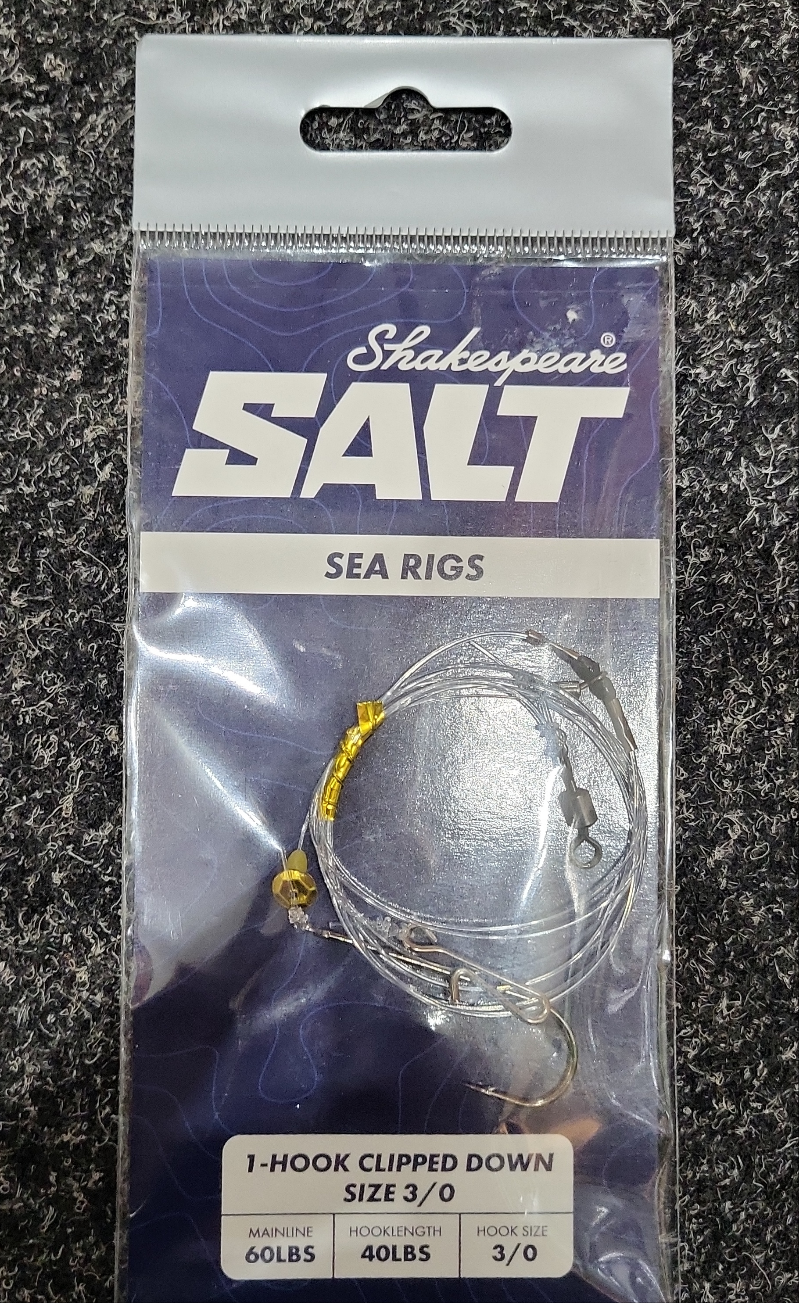 Shakespeare®
SALT
SEA RIGS
1-HOOK CLIPPED DOWN
SIZE 3/0
MAINLINE HOOKLENGTH HOOK SIZE
60LBS 40LBS 3/0